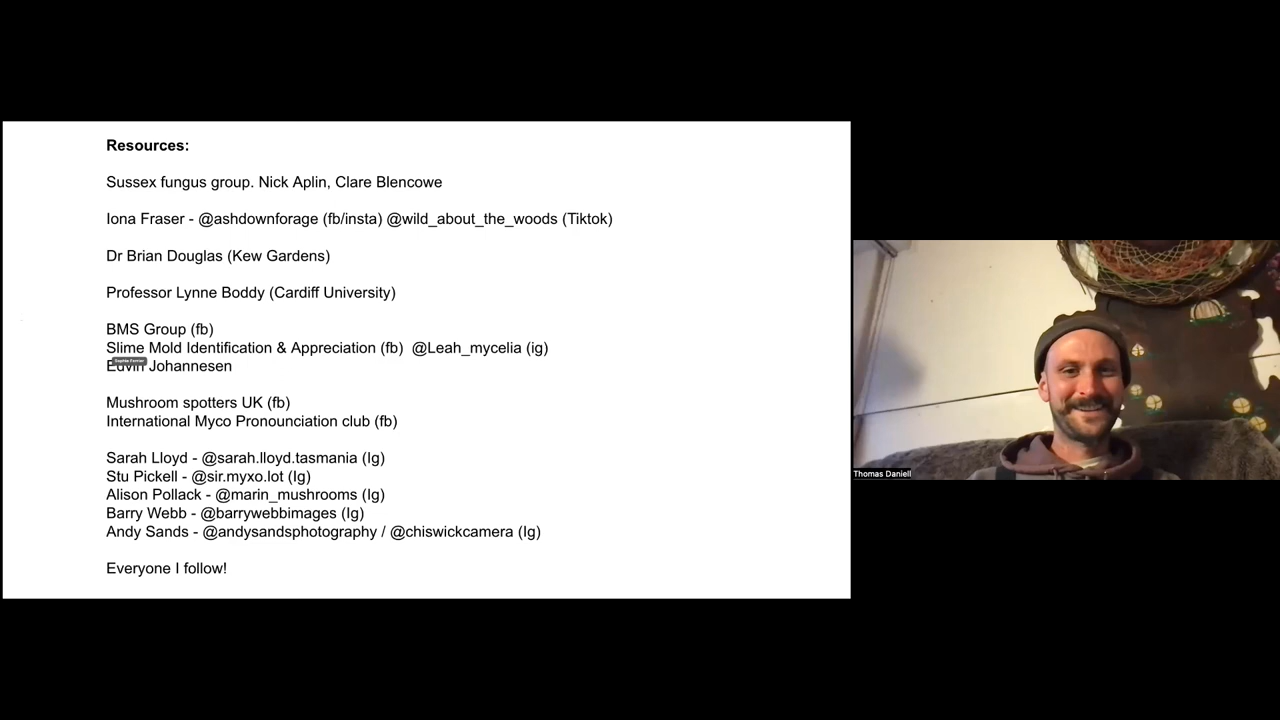 Resources:
Sussex fungus group. Nick Aplin, Clare Blencowe
Iona Fraser - @ashdownforage (fb/insta) @wild_about_the_woods (Tiktok)
Dr Brian Douglas (Kew Gardens)
Professor Lynne Boddy (Cardiff University)
BMS Group (fb)
Slime Mold Identification & Appreciation (fb)  @Leah_mycelia (ig)
Sophie Ferrier
Edvin Johannesen
Mushroom spotters UK (fb)
International Myco Pronounciation club (fb)
Sarah Lloyd - @sarah.lloyd.tasmania (Ig)
Stu Pickell - @sir.myxo.lot (Ig)
Alison Pollack - @marin_mushrooms (Ig)
Barry Webb - @barrywebbimages (Ig)
Andy Sands - @andysandsphotography / @chiswickcamera (Ig)
Everyone I follow!
Thomas Daniell